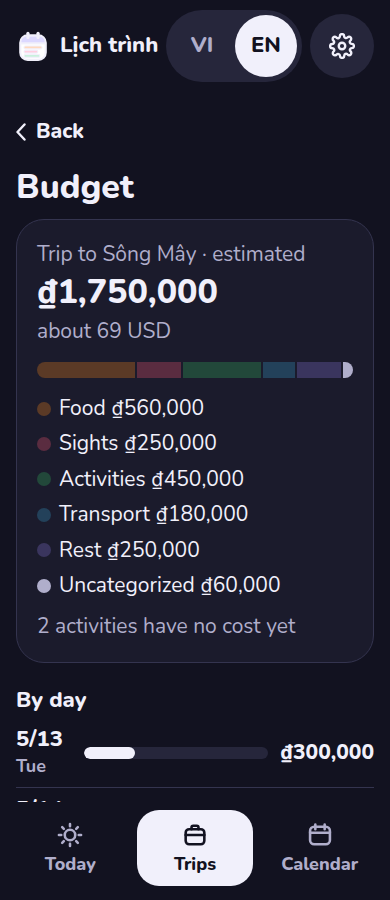 Lịch trình
VI
EN
Back
Budget
Trip to Sông Mây · estimated
₫1,750,000
about 69 USD
Food ₫560,000
Sights ₫250,000
Activities ₫450,000
Transport ₫180,000
Rest ₫250,000
Uncategorized ₫60,000
2 activities have no cost yet
By day
5/13
Tue
₫300,000
Today
Trips
Calendar